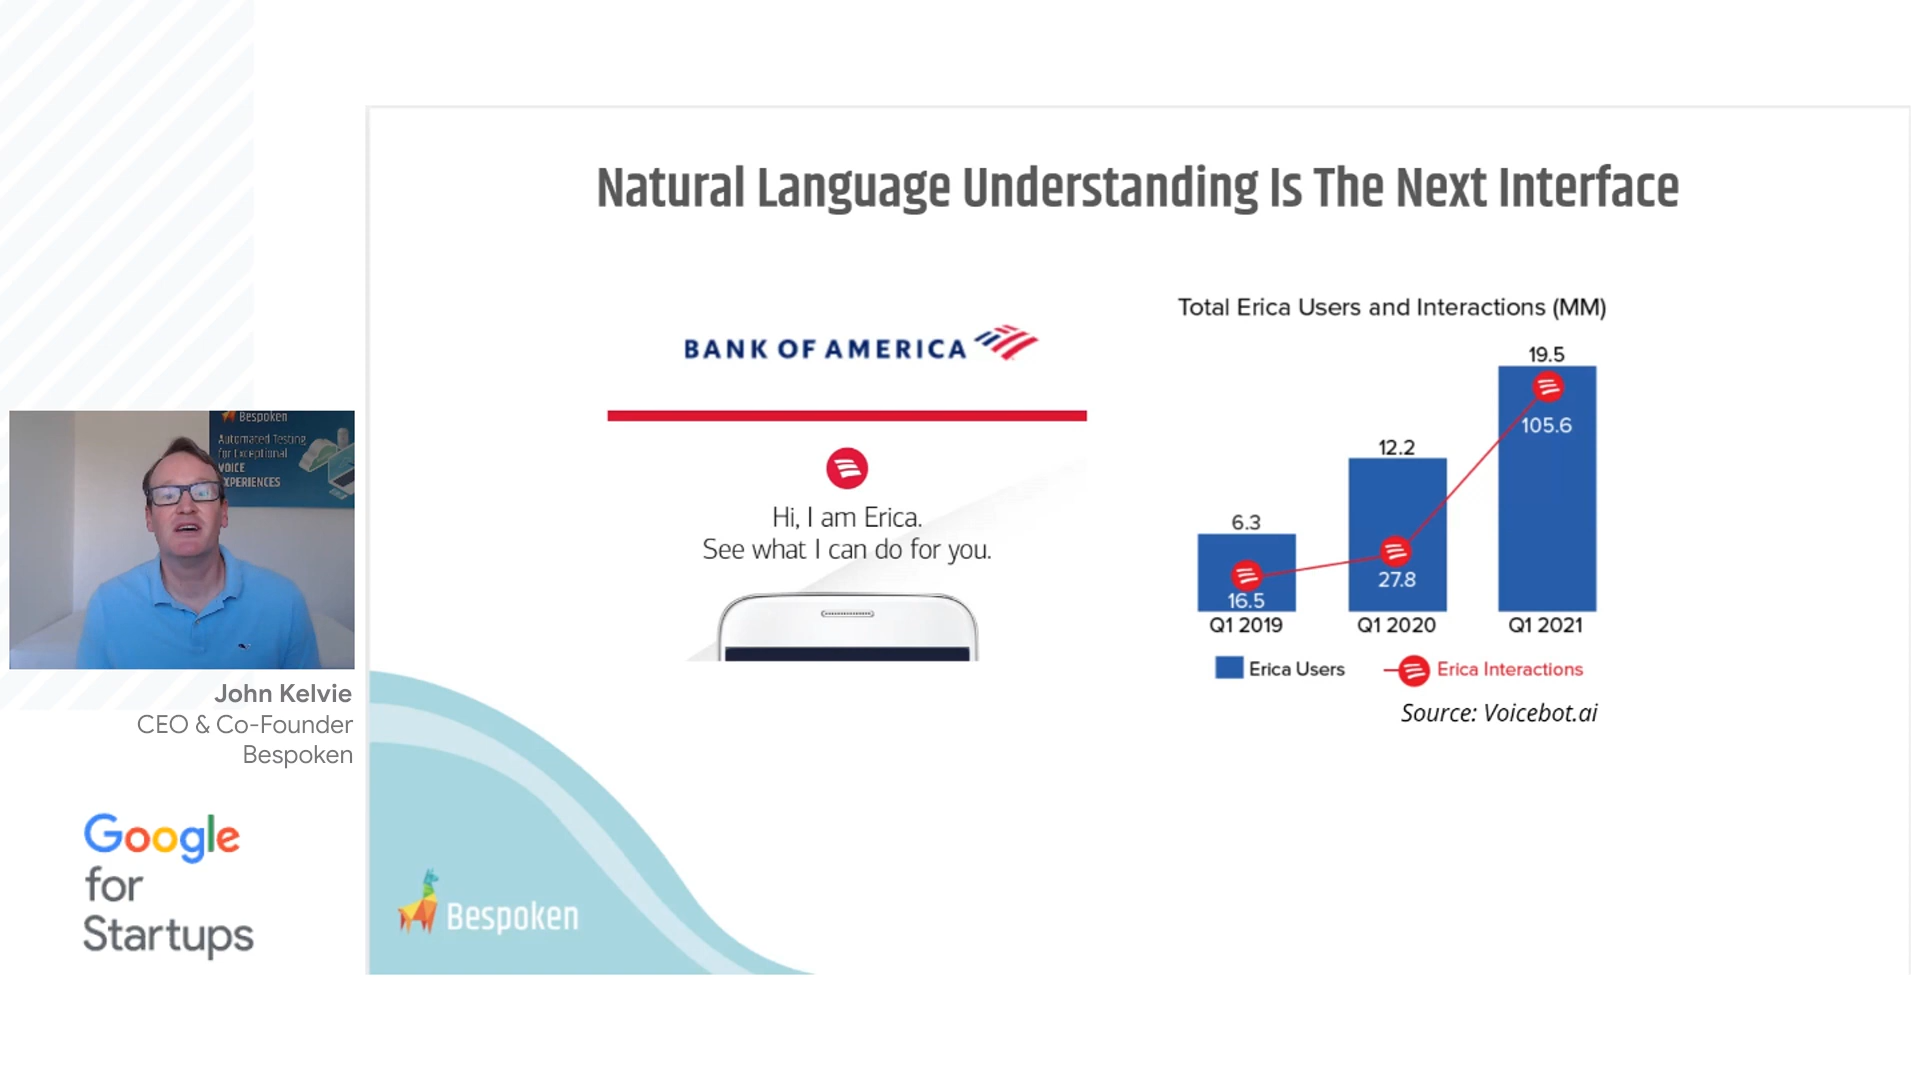 Natural Language Understanding Is The Next Interface
BANK OF AMERICA
Hi, I am Erica.
See what I can do for you.
Total Erica Users and Interactions (MM)
19.5
105.6
12.2
27.8
6.3
16.5
Q1 2019
Q1 2020
Q1 2021
Erica Users
Erica Interactions
Source: Voicebot.ai
Bespoken
Automated Testing
for Exceptional
VOICE
EXPERIENCES
John Kelvie
CEO & Co-Founder
Bespoken
Google
for
Startups
Bespoken